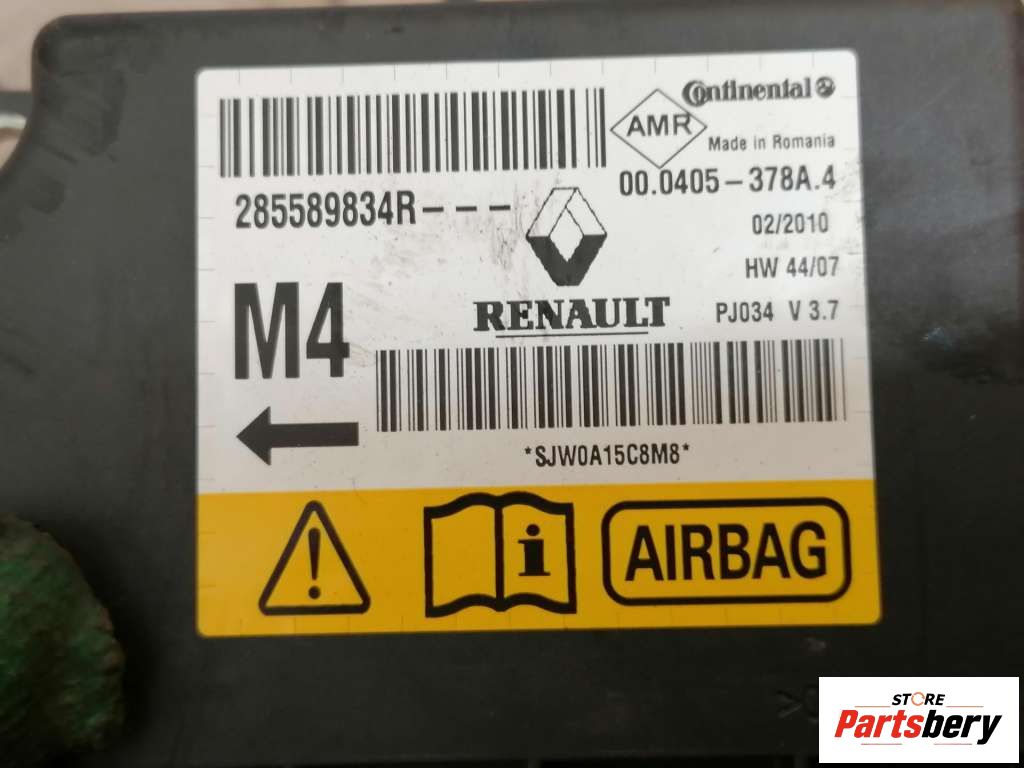 Continental
AMR
Made in Romania
285589834R---
00.0405-378A.4
02/2010
HW 44/07
M4
RENAULT
PJ034 V 3.7
*SJW0A15C8M8*
AIRBAG
STORE
Partsbery